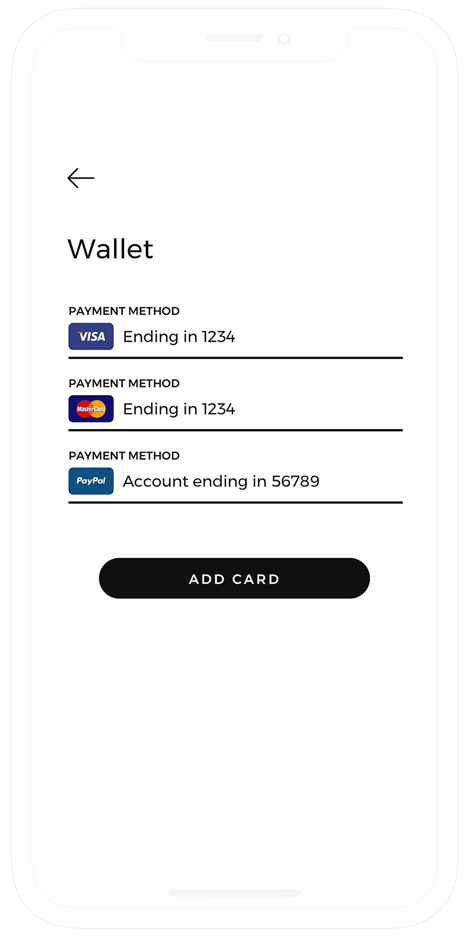 Wallet
PAYMENT METHOD
VISA Ending in 1234
PAYMENT METHOD
MasterCard Ending in 1234
PAYMENT METHOD
PayPal Account ending in 56789
ADD CARD